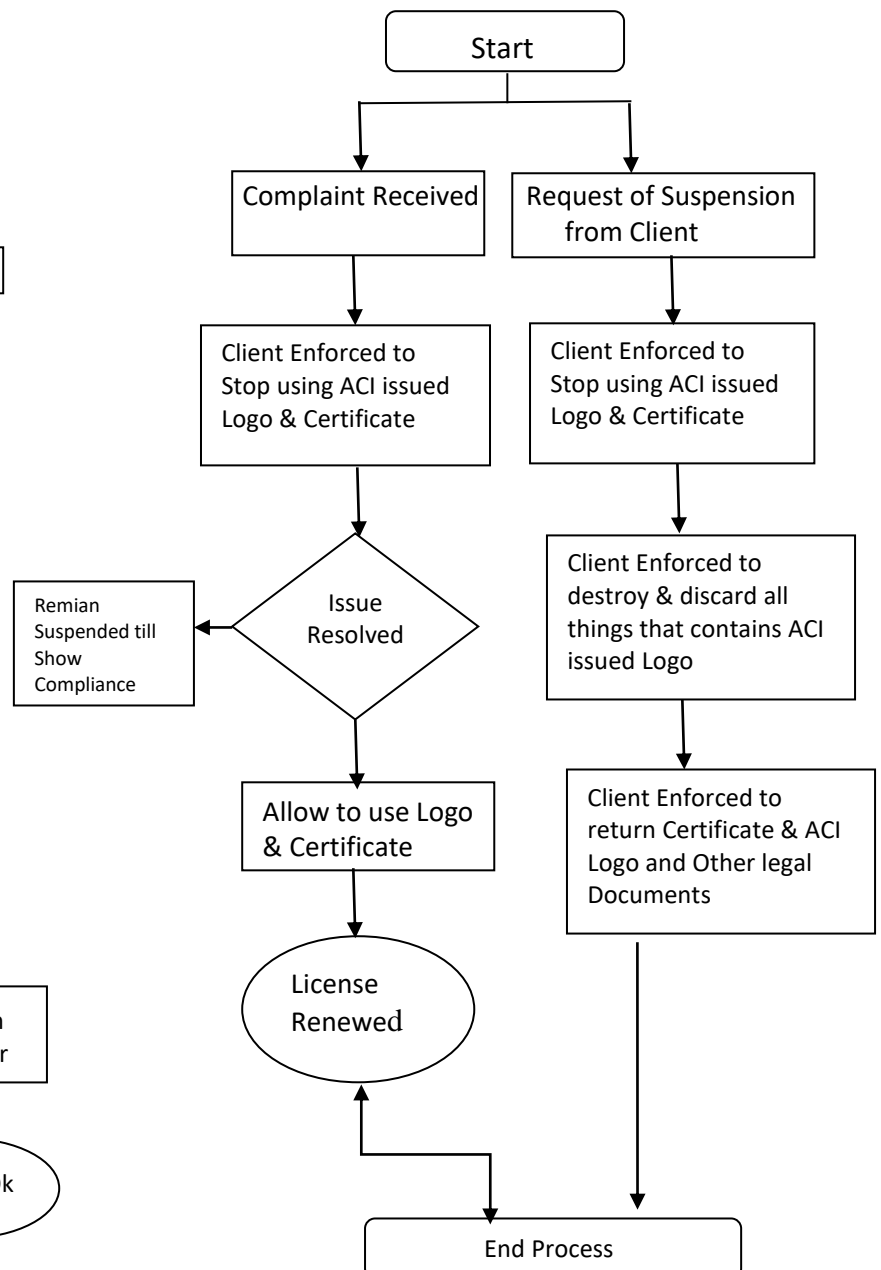 Start
Complaint Received
Request of Suspension
from Client
Client Enforced to
Stop using ACI issued
Logo & Certificate
Client Enforced to
Stop using ACI issued
Logo & Certificate
Issue
Resolved
Remian
Suspended till
Show
Compliance
Client Enforced to
destroy & discard all
things that contains ACI
issued Logo
Allow to use Logo
& Certificate
Client Enforced to
return Certificate & ACI
Logo and Other legal
Documents
License
Renewed
End Process